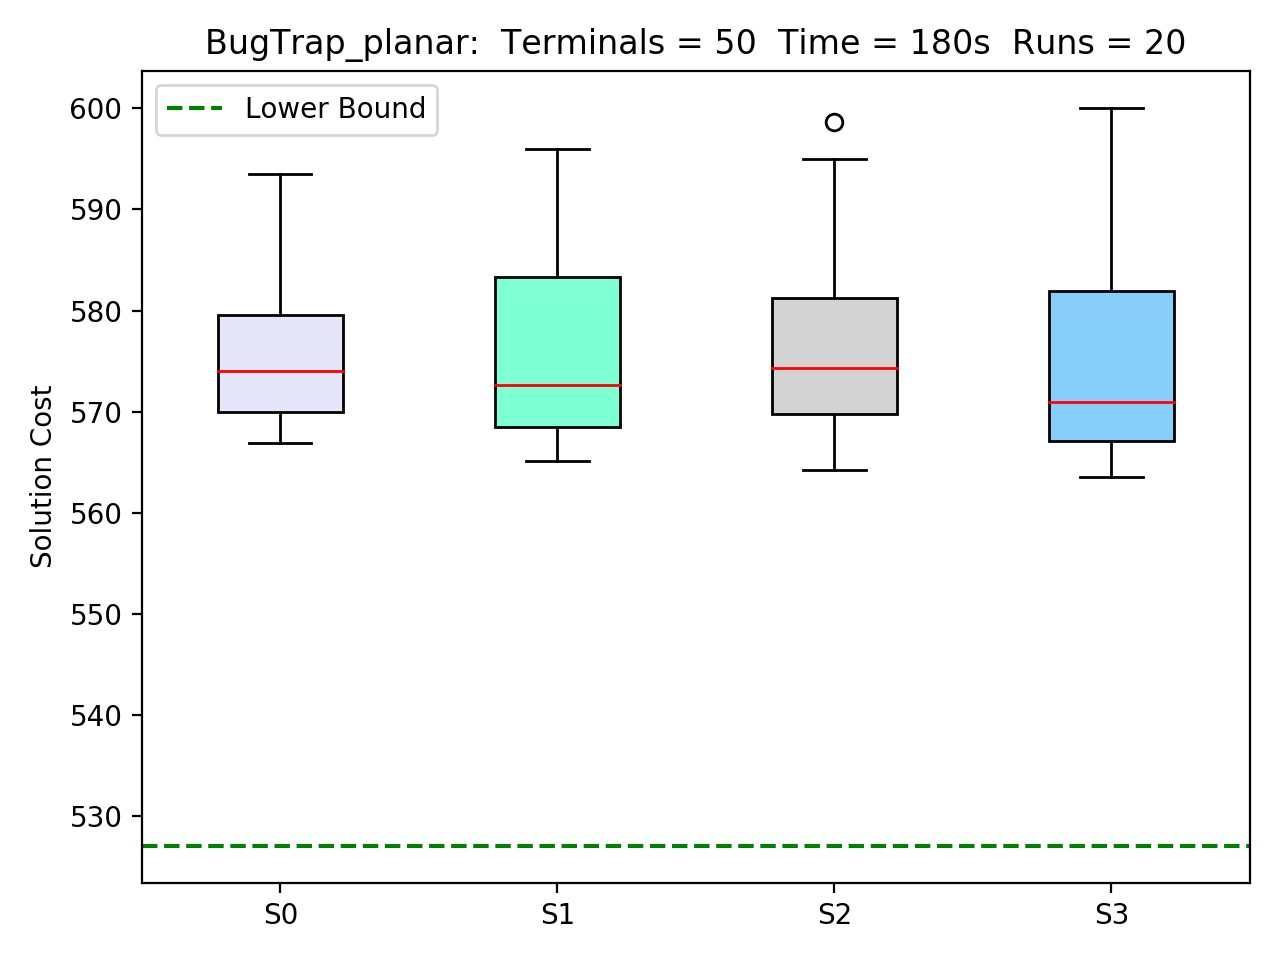 BugTrap_planar:  Terminals = 50  Time = 180s  Runs = 20
Lower Bound
Solution Cost
600
590
580
570
560
550
540
530
S0
S1
S2
S3